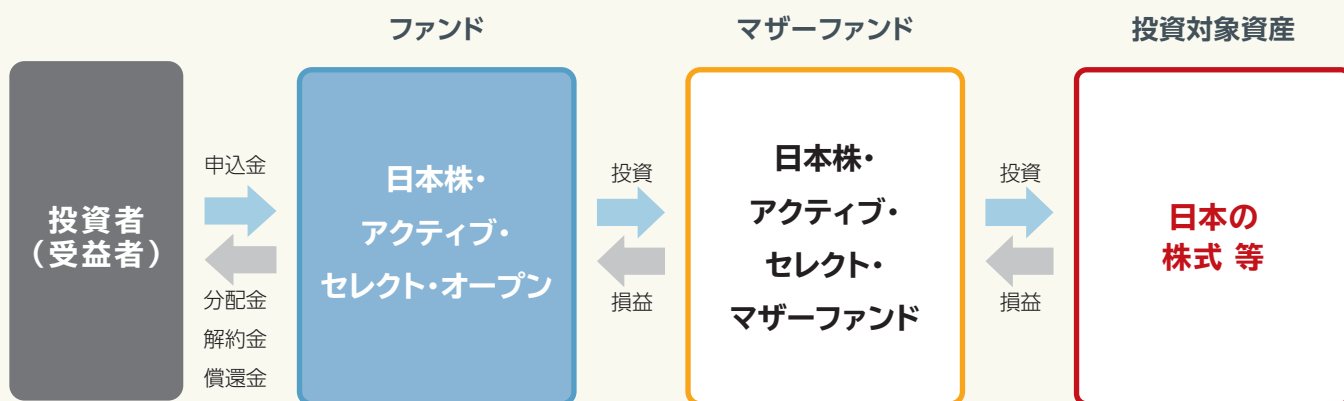 ファンド
マザーファンド
投資対象資産
投資者
（受益者）
申込金
分配金
解約金
償還金
日本株・
アクティブ・
セレクト・オープン
投資
損益
日本株・
アクティブ・
セレクト・
マザーファンド
投資
損益
日本の
株式 等